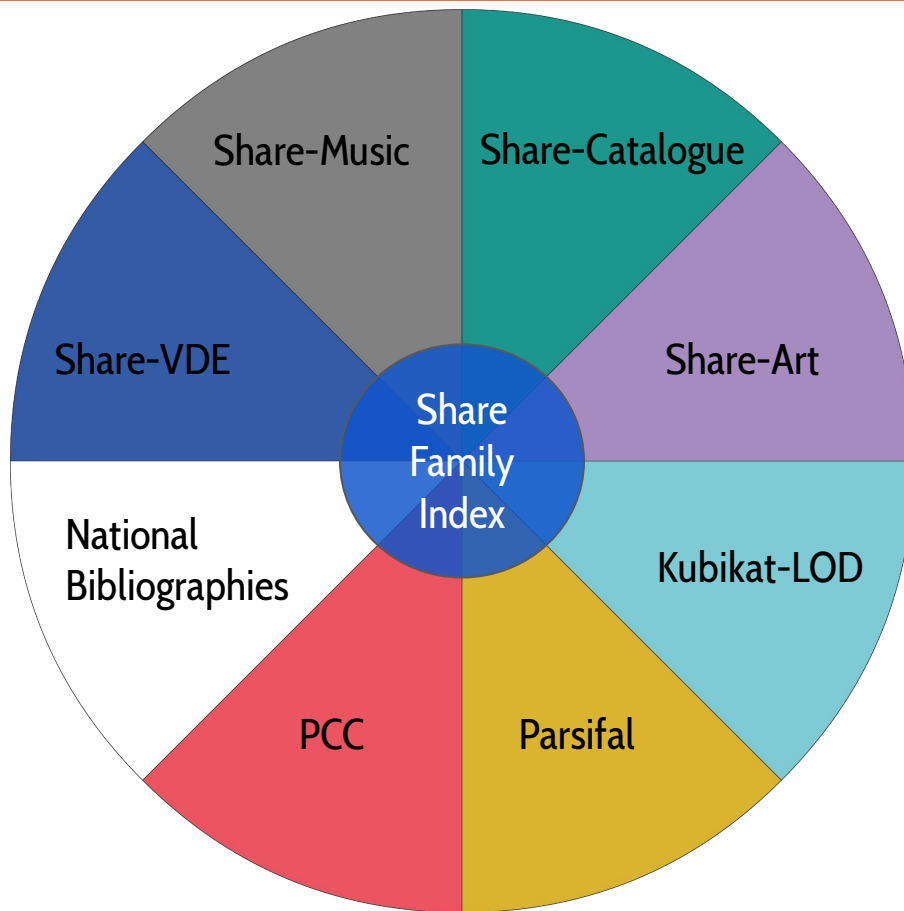 Share-Music
Share-Catalogue
Share-VDE
Share-Art
Share
Family
Index
National
Bibliographies
Kubikat-LOD
PCC
Parsifal